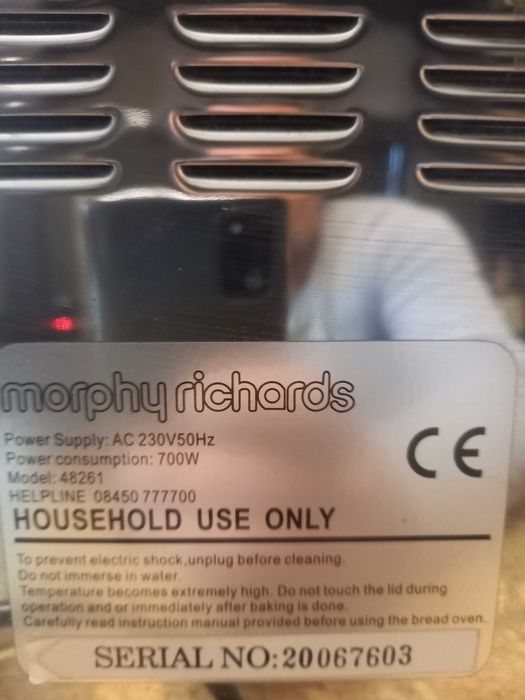 morphy richards
Power Supply: AC 230V50Hz
Power consumption: 700W
Model: 48261
HELPLINE 08450 777700
HOUSEHOLD USE ONLY
CE
To prevent electric shock,unplug before cleaning.
Do not immerse in water.
Temperature becomes extremely high. Do not touch the lid during
operation and or immediately after baking is done.
Carefully read instruction manual provided before using the bread oven.
SERIAL NO:20067603